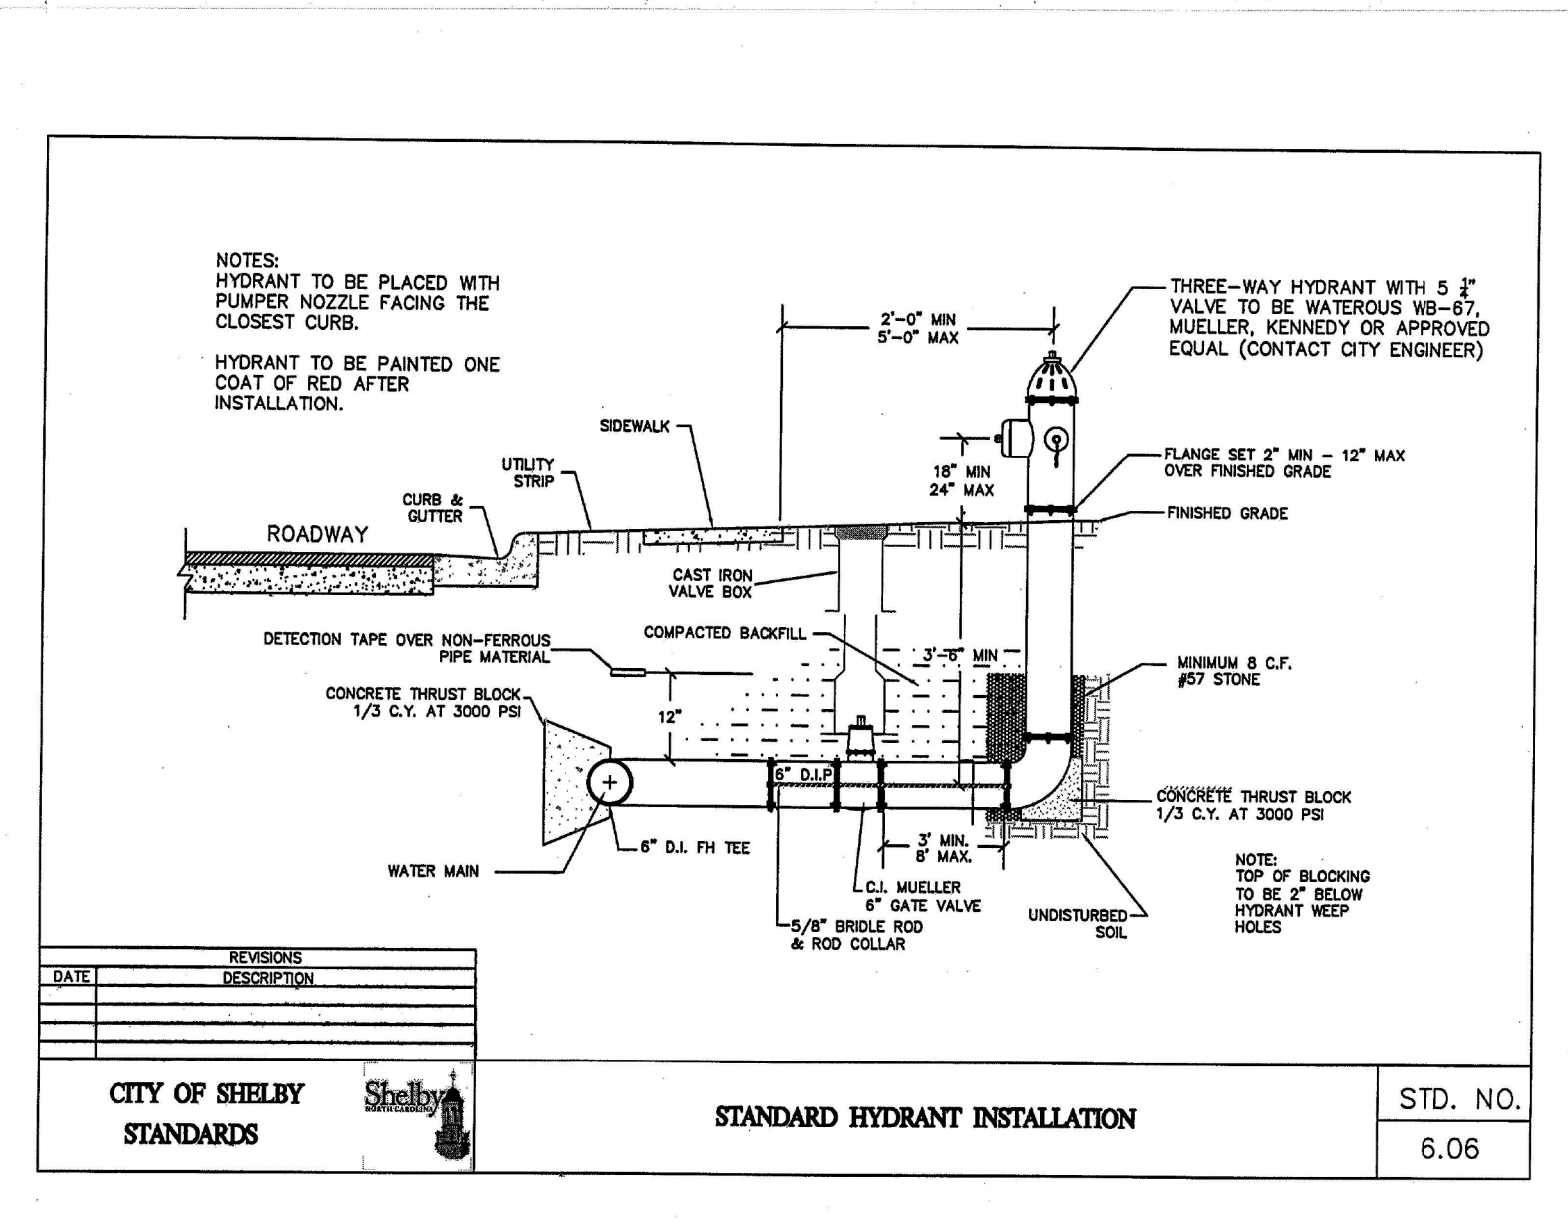 NOTES:
HYDRANT TO BE PLACED WITH
PUMPER NOZZLE FACING THE
CLOSEST CURB.
HYDRANT TO BE PAINTED ONE
COAT OF RED AFTER
INSTALLATION.
2'-0" MIN
5'-0" MAX
THREE-WAY HYDRANT WITH 5 1/4"
VALVE TO BE WATEROUS WB-67,
MUELLER, KENNEDY OR APPROVED
EQUAL (CONTACT CITY ENGINEER)
SIDEWALK
UTILITY
STRIP
CURB &
GUTTER
ROADWAY
18" MIN
24" MAX
FLANGE SET 2" MIN - 12" MAX
OVER FINISHED GRADE
FINISHED GRADE
CAST IRON
VALVE BOX
DETECTION TAPE OVER NON-FERROUS
PIPE MATERIAL
COMPACTED BACKFILL
3'-6" MIN
MINIMUM 8 C.F.
#57 STONE
CONCRETE THRUST BLOCK
1/3 C.Y. AT 3000 PSI
12"
6" D.I.P
CONCRETE THRUST BLOCK
1/3 C.Y. AT 3000 PSI
6" D.I. FH TEE
3' MIN.
8' MAX.
WATER MAIN
C.I. MUELLER
6" GATE VALVE
5/8" BRIDLE ROD
& ROD COLLAR
UNDISTURBED
SOIL
NOTE:
TOP OF BLOCKING
TO BE 2" BELOW
HYDRANT WEEP
HOLES
REVISIONS
DATE DESCRIPTION
CITY OF SHELBY
STANDARDS
Shelby
NORTH CAROLINA
STANDARD HYDRANT INSTALLATION
STD. NO.
6.06